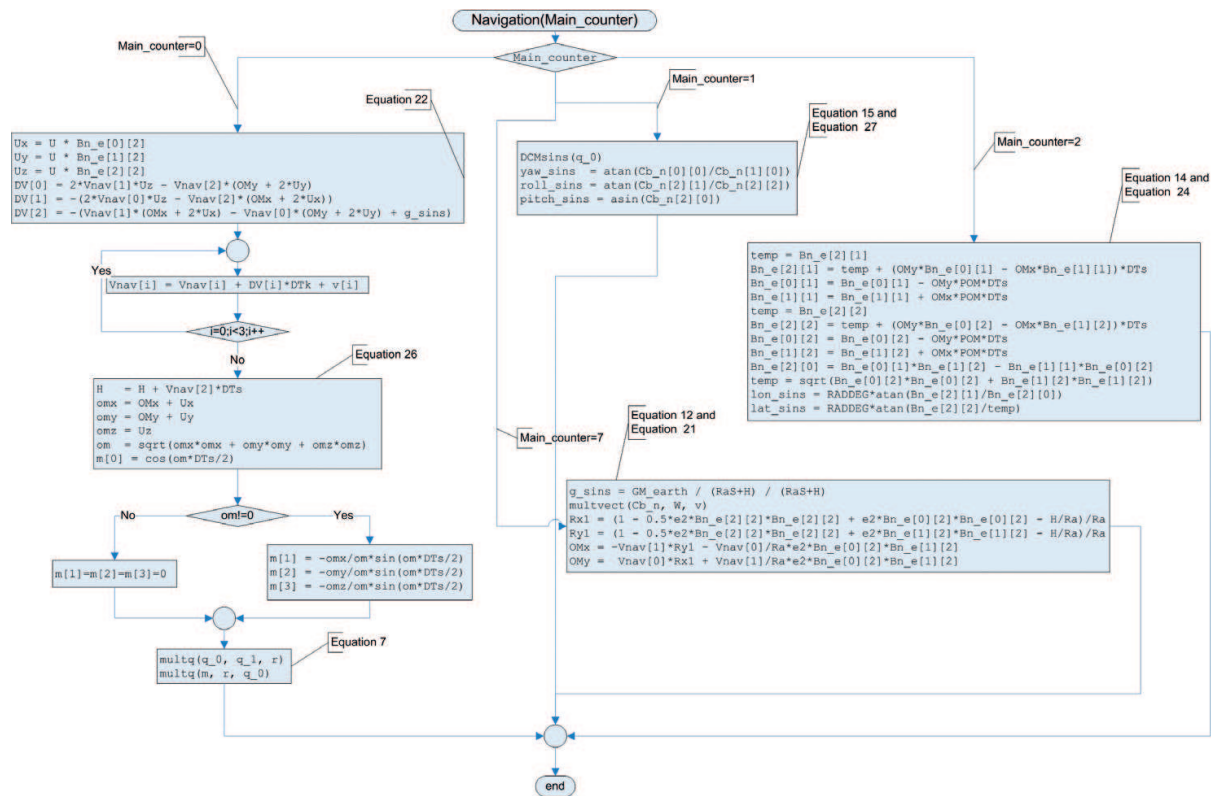 Navigation(Main_counter)
Main_counter
Main_counter=0
Equation 22
Ux = U * Bn_e[0][2]
Uy = U * Bn_e[1][2]
Uz = U * Bn_e[2][2]
DV[0] = 2*Vnav[1]*Uz - Vnav[2]*(OMy + 2*Uy)
DV[1] = -(2*Vnav[0]*Uz - Vnav[2]*(OMx + 2*Ux))
DV[2] = -(Vnav[1]*(OMx + 2*Ux) - Vnav[0]*(OMy + 2*Uy) + g_sins)
Yes
Vnav[i] = Vnav[i] + DV[i]*DTk + v[i]
i=0;i<3;i++
No
Equation 26
H = H + Vnav[2]*DTs
omx = OMx + Ux
omy = OMy + Uy
omz = Uz
om = sqrt(omx*omx + omy*omy + omz*omz)
m[0] = cos(om*DTs/2)
No
om!=0
Yes
m[1]=m[2]=m[3]=0
m[1] = -omx/om*sin(om*DTs/2)
m[2] = -omy/om*sin(om*DTs/2)
m[3] = -omz/om*sin(om*DTs/2)
Equation 7
multq(q_0, q_1, r)
multq(m, r, q_0)
Main_counter=1
Equation 15 and
Equation 27
DCMsins(q_0)
yaw_sins = atan(Cb_n[0][0]/Cb_n[1][0])
roll_sins = atan(Cb_n[2][1]/Cb_n[2][2])
pitch_sins = asin(Cb_n[2][0])
Main_counter=2
Equation 14 and
Equation 24
temp = Bn_e[2][1]
Bn_e[2][1] = temp + (OMy*Bn_e[0][1] - OMx*Bn_e[1][1])*DTs
Bn_e[0][1] = Bn_e[0][1] - OMy*POM*DTs
Bn_e[1][1] = Bn_e[1][1] + OMx*POM*DTs
temp = Bn_e[2][2]
Bn_e[2][2] = temp + (OMy*Bn_e[0][2] - OMx*Bn_e[1][2])*DTs
Bn_e[0][2] = Bn_e[0][2] - OMy*POM*DTs
Bn_e[1][2] = Bn_e[1][2] + OMx*POM*DTs
Bn_e[2][0] = Bn_e[0][1]*Bn_e[1][2] - Bn_e[1][1]*Bn_e[0][2]
temp = sqrt(Bn_e[0][2]*Bn_e[0][2] + Bn_e[1][2]*Bn_e[1][2])
lon_sins = RADDEG*atan(Bn_e[2][1]/Bn_e[2][0])
lat_sins = RADDEG*atan(Bn_e[2][2]/temp)
Equation 12 and
Equation 21
Main_counter=7
g_sins = GM_earth / (RaS+H) / (RaS+H)
multvect(Cb_n, W, v)
Rx1 = (1 - 0.5*e2*Bn_e[2][2]*Bn_e[2][2] + e2*Bn_e[0][2]*Bn_e[0][2] - H/Ra)/Ra
Ry1 = (1 - 0.5*e2*Bn_e[2][2]*Bn_e[2][2] + e2*Bn_e[1][2]*Bn_e[1][2] - H/Ra)/Ra
OMx = -Vnav[1]*Ry1 - Vnav[0]/Ra*e2*Bn_e[0][2]*Bn_e[1][2]
OMy = Vnav[0]*Rx1 + Vnav[1]/Ra*e2*Bn_e[0][2]*Bn_e[1][2]
end